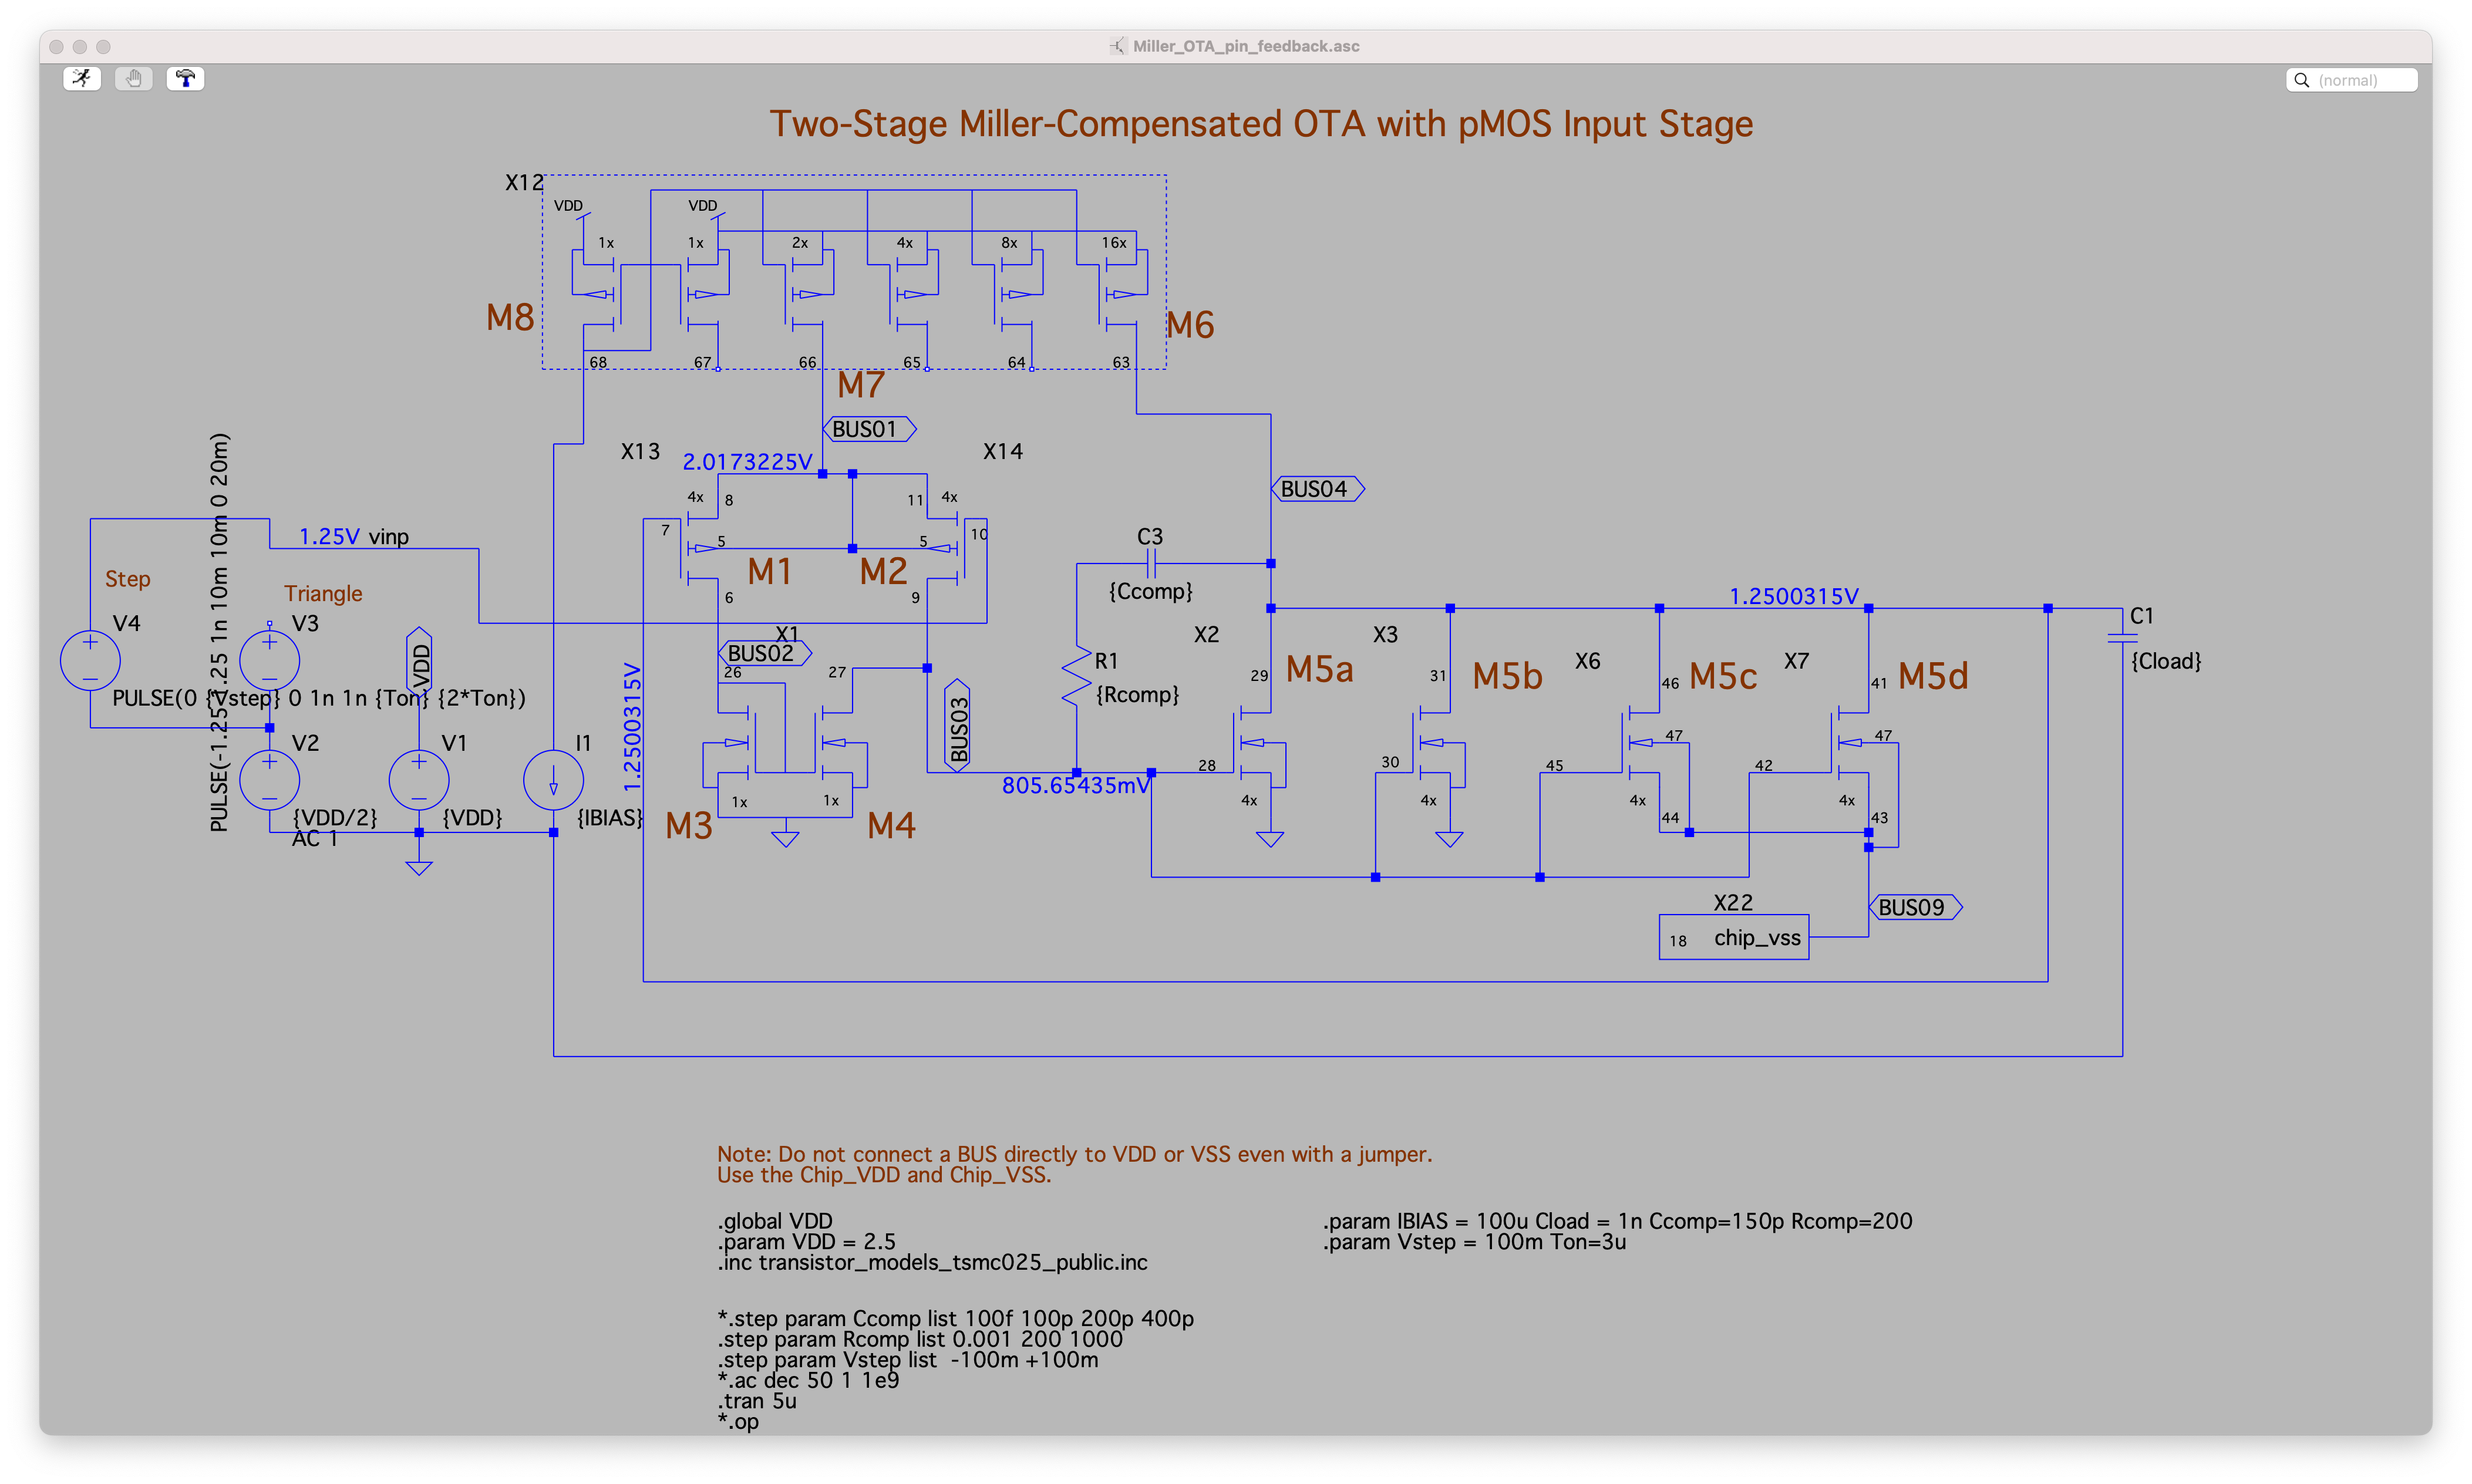 Miller_OTA_pin_feedback.asc
(normal)
Two-Stage Miller-Compensated OTA with pMOS Input Stage
X12
VDD
VDD
1x
1x
2x
4x
8x
16x
M8
M6
68
67
66
65
64
63
M7
BUS01
X13
X14
2.0173225V
BUS04
4x
8
11
4x
7
10
5
5
1.25V
vinp
M1
M2
C3
{Ccomp}
Step
Triangle
6
9
1.2500315V
V4
V3
VDD
X1
BUS02
X2
X3
C1
{Cload}
26
27
R1
{Rcomp}
M5a
M5b
X6
M5c
X7
M5d
29
31
46
41
PULSE(0 {Vstep} 0 1n 1n {Ton} {2*Ton})
PULSE(-1.25 1.25 1n 10m 10m 0 20m)
1.2500315V
BUS03
V2
V1
I1
47
47
28
30
45
42
805.65435mV
{VDD/2}
AC 1
{VDD}
{IBIAS}
1x
1x
4x
4x
4x
4x
M3
M4
44
43
X22
BUS09
18
chip_vss
Note: Do not connect a BUS directly to VDD or VSS even with a jumper.
Use the Chip_VDD and Chip_VSS.
.global VDD
.param VDD = 2.5
.inc transistor_models_tsmc025_public.inc
.param IBIAS = 100u Cload = 1n Ccomp=150p Rcomp=200
.param Vstep = 100m Ton=3u
*.step param Ccomp list 100f 100p 200p 400p
.step param Rcomp list 0.001 200 1000
.step param Vstep list  -100m +100m
*.ac dec 50 1 1e9
.tran 5u
*.op